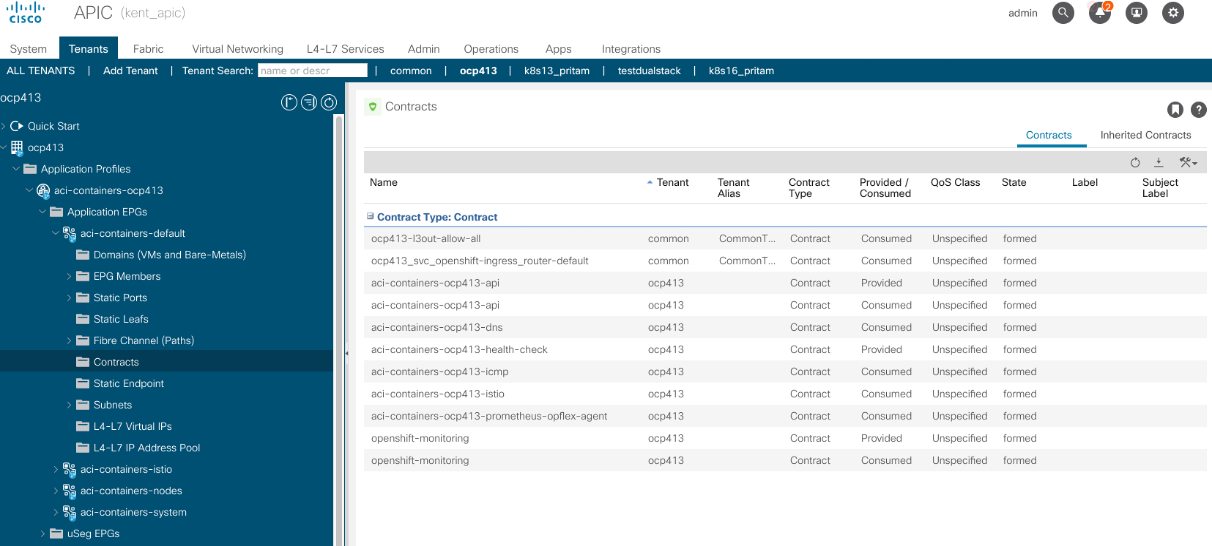 CISCO APIC (kent_apic) admin 2
System Tenants Fabric Virtual Networking L4-L7 Services Admin Operations Apps Integrations
ALL TENANTS | Add Tenant | Tenant Search: name or descr | common | ocp413 | k8s13_pritam | testdualstack | k8s16_pritam
ocp413
Quick Start
ocp413
Application Profiles
aci-containers-ocp413
Application EPGs
aci-containers-default
Domains (VMs and Bare-Metals)
EPG Members
Static Ports
Static Leafs
Fibre Channel (Paths)
Contracts
Static Endpoint
Subnets
L4-L7 Virtual IPs
L4-L7 IP Address Pool
aci-containers-istio
aci-containers-nodes
aci-containers-system
uSeg EPGs
Contracts
?
Contracts Inherited Contracts
Name Tenant Tenant Alias Contract Type Provided / Consumed QoS Class State Label Subject Label
Contract Type: Contract
ocp413-l3out-allow-all common CommonT... Contract Consumed Unspecified formed
ocp413_svc_openshift-ingress_router-default common CommonT... Contract Consumed Unspecified formed
aci-containers-ocp413-api ocp413 Contract Provided Unspecified formed
aci-containers-ocp413-api ocp413 Contract Consumed Unspecified formed
aci-containers-ocp413-dns ocp413 Contract Consumed Unspecified formed
aci-containers-ocp413-health-check ocp413 Contract Provided Unspecified formed
aci-containers-ocp413-icmp ocp413 Contract Consumed Unspecified formed
aci-containers-ocp413-istio ocp413 Contract Consumed Unspecified formed
aci-containers-ocp413-prometheus-opflex-agent ocp413 Contract Consumed Unspecified formed
openshift-monitoring ocp413 Contract Provided Unspecified formed
openshift-monitoring ocp413 Contract Consumed Unspecified formed